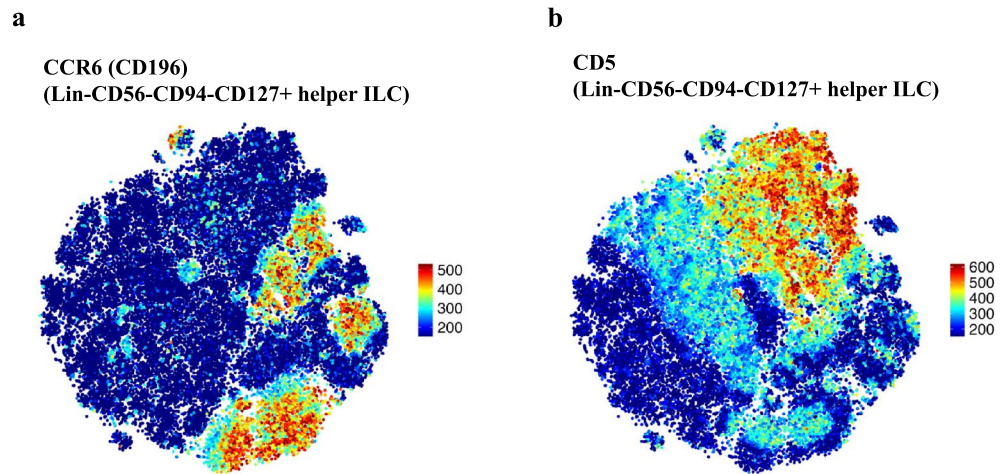 a
CCR6 (CD196)
(Lin-CD56-CD94-CD127+ helper ILC)
500
400
300
200
b
CD5
(Lin-CD56-CD94-CD127+ helper ILC)
600
500
400
300
200